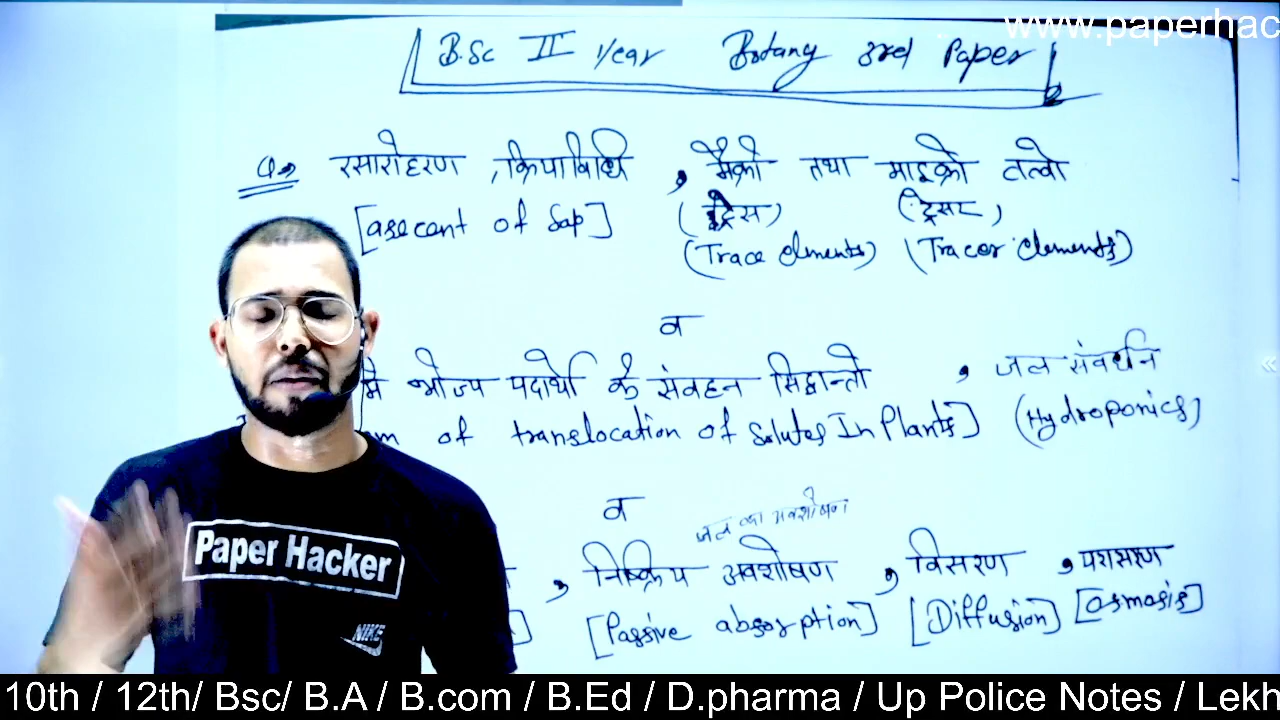 www.paperhac
B.Sc II year Botany 3rd Paper
Q. रसारोहरण , क्रियाविधि , मैक्रो तथा माइक्रो तत्वो
[asecent of Sap] (ट्रेस) (ट्रेसर)
(Trace elements) (Tracer elements)
व
में भोज्य पदार्थो के संवहन सिद्वान्तो , जल संवर्धन
of translocation of Solutes In Plants] (Hydroponics)
व
जल का अवशोषण
, निष्क्रिय अवशोषण , विसरण , परासरण
[Passive absorption] [Diffusion] [osmosis]
Paper Hacker
NIKE
10th / 12th/ Bsc/ B.A / B.com / B.Ed / D.pharma / Up Police Notes / Lekh